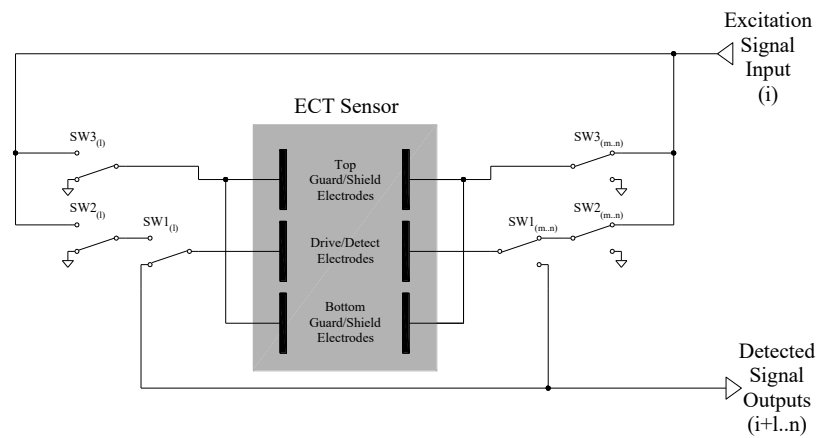 Excitation
Signal
Input
(i)
ECT Sensor
SW3(l)
SW3(m..n)
Top
Guard/Shield
Electrodes
SW2(l)
SW1(l)
SW1(m..n)
SW2(m..n)
Drive/Detect
Electrodes
Bottom
Guard/Shield
Electrodes
Detected
Signal
Outputs
(i+l..n)